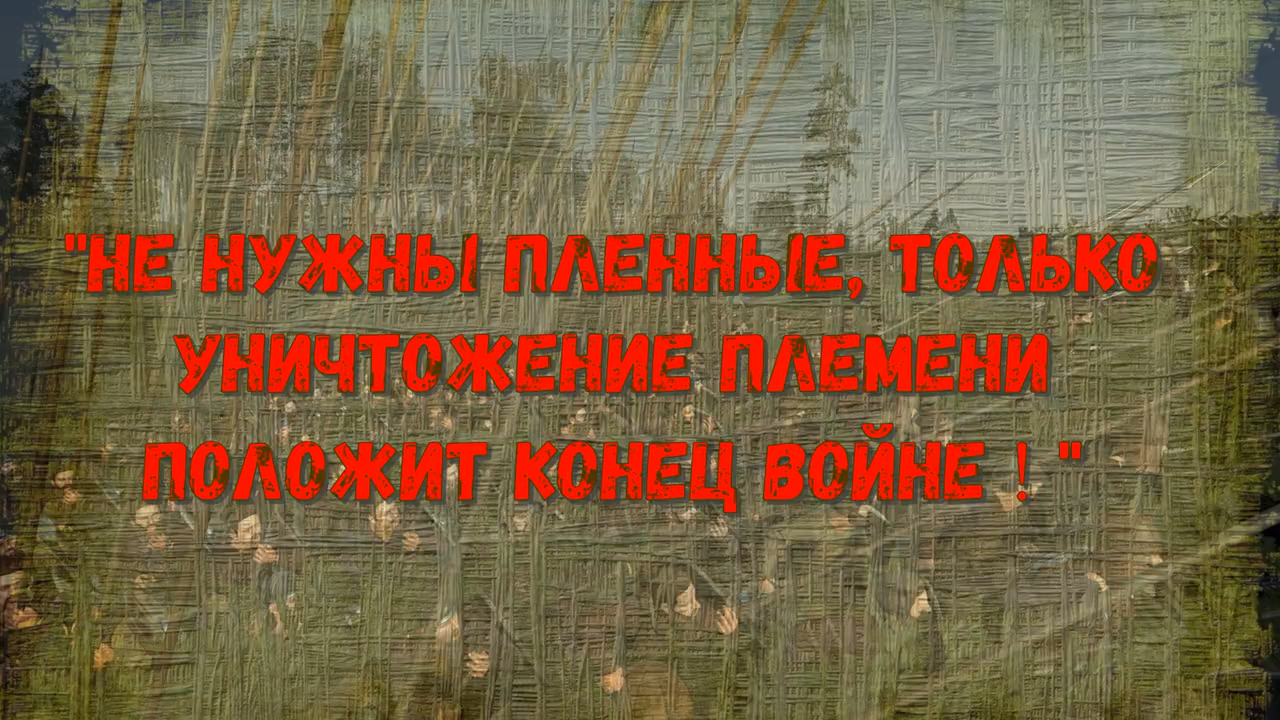 "НЕ НУЖНЫ ПЛЕННЫЕ, ТОЛЬКО
УНИЧТОЖЕНИЕ ПЛЕМЕНИ
ПОЛОЖИТ КОНЕЦ ВОЙНЕ ! "